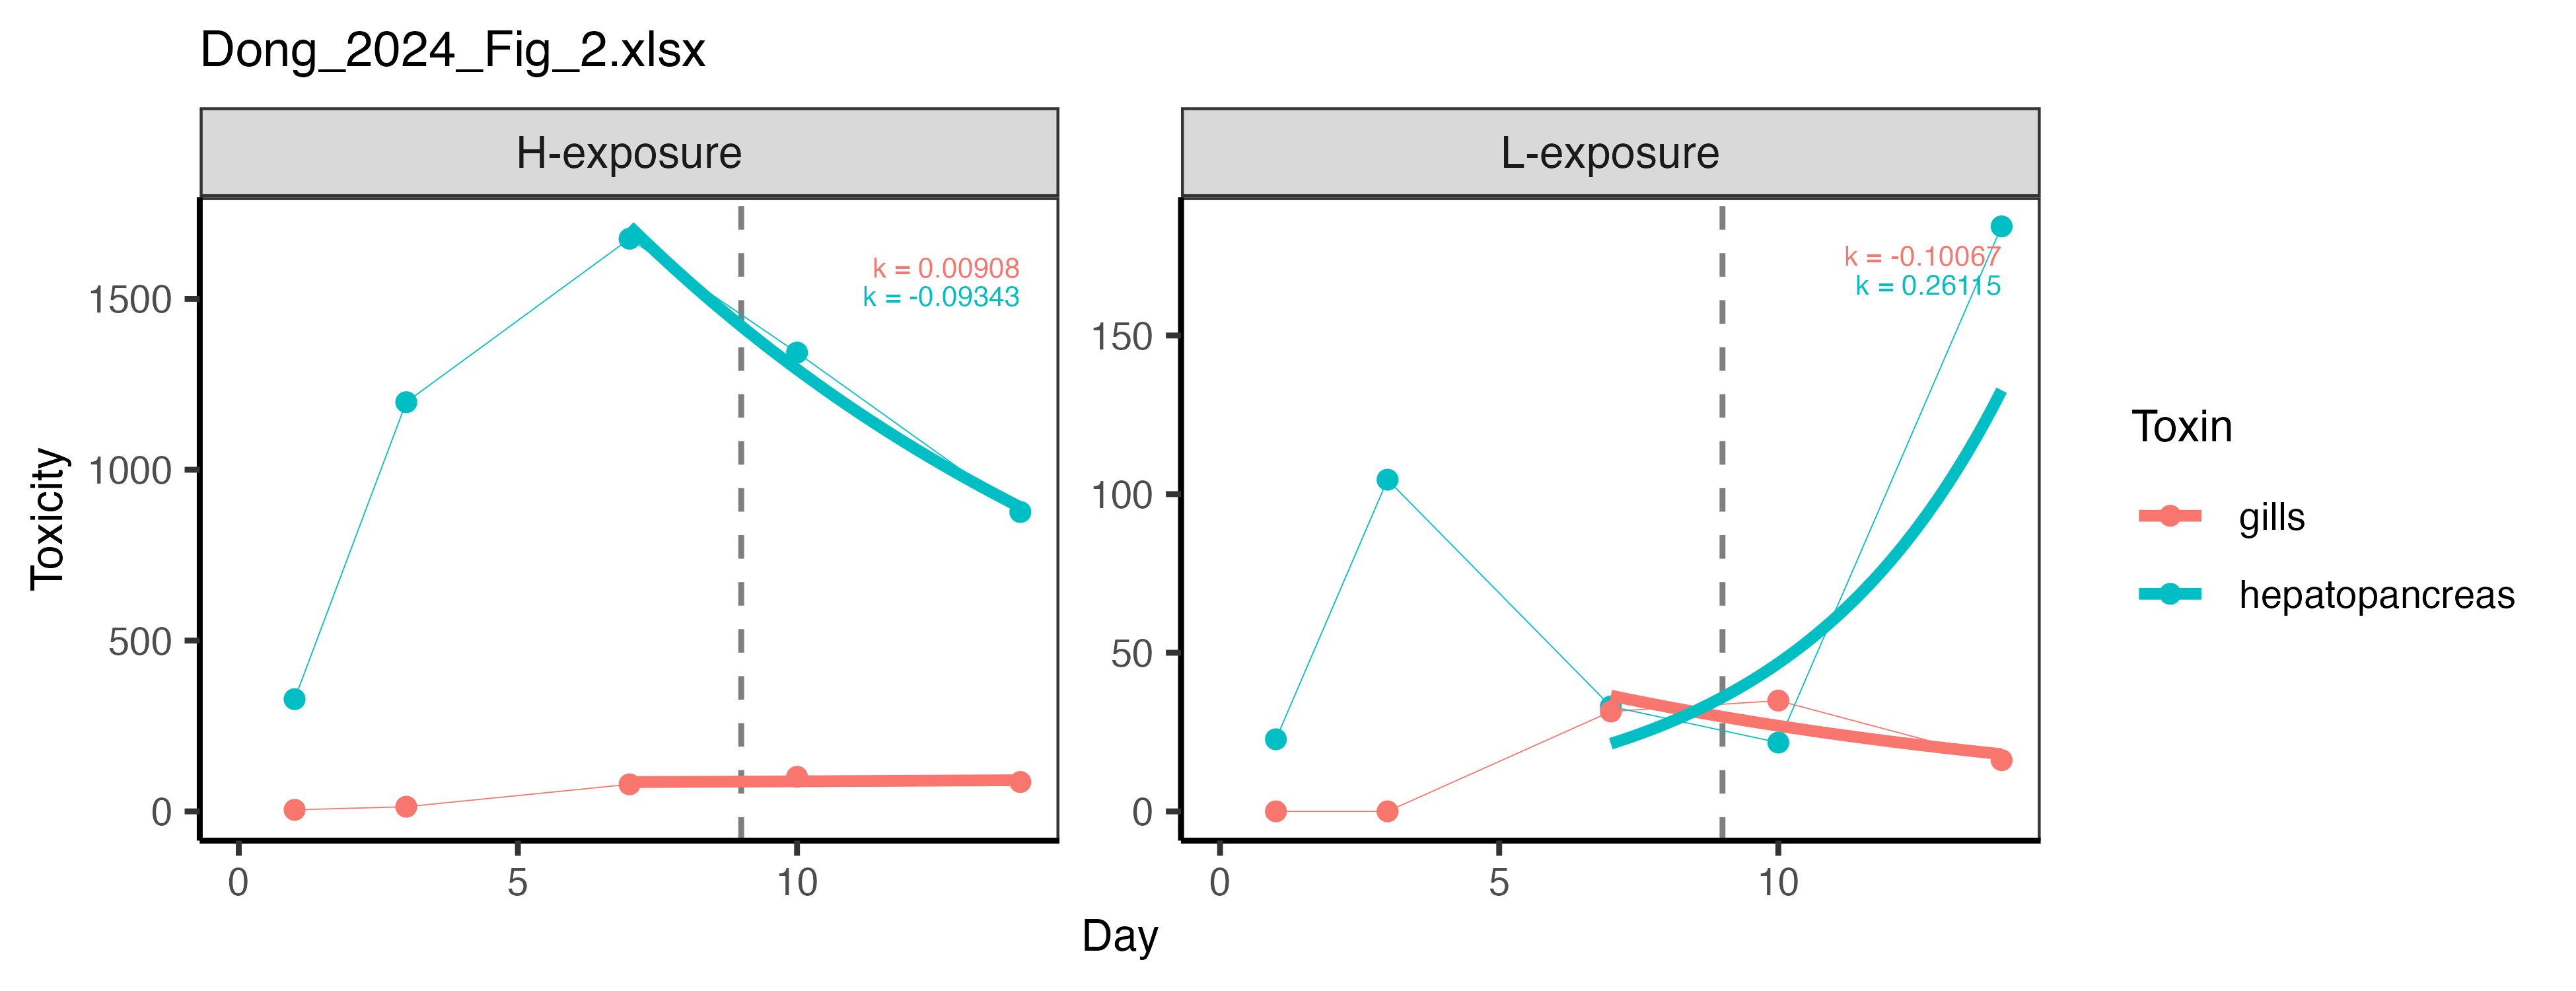 Dong_2024_Fig_2.xlsx
H-exposure
L-exposure
Toxicity
1500
1000
500
0
k = 0.00908
k = -0.09343
0
5
10
150
100
50
0
k = -0.10067
k = 0.26115
0
5
10
Day
Toxin
gills
hepatopancreas